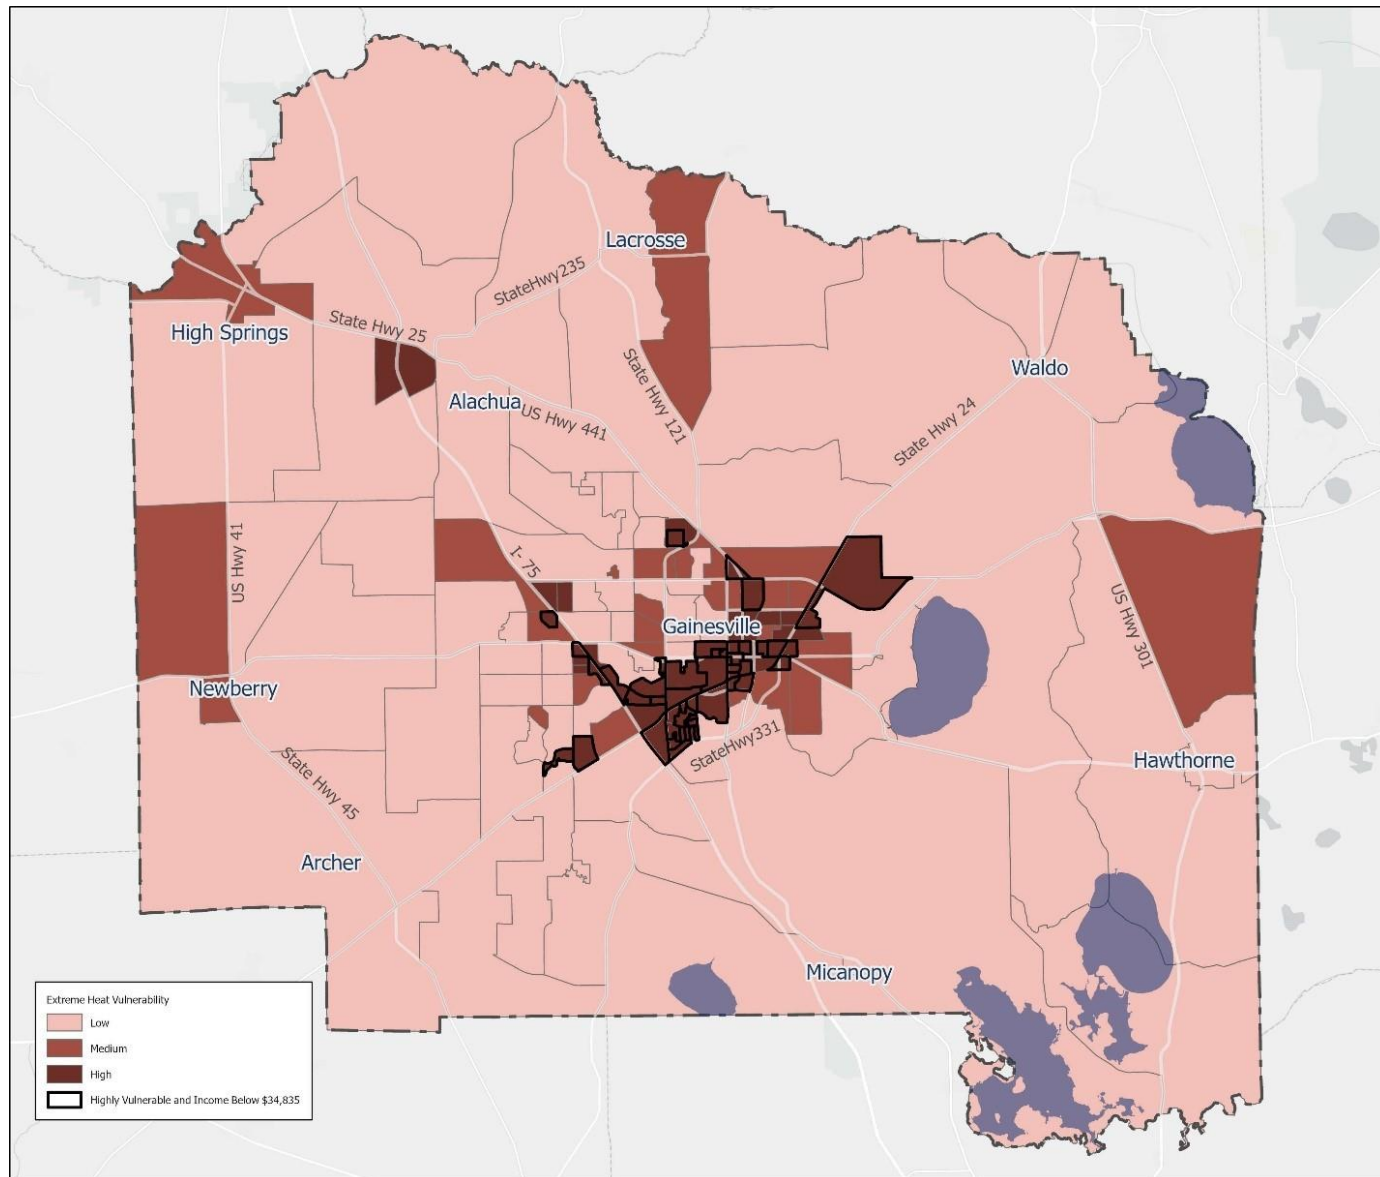 Lacrosse
StateHwy235
High Springs
State Hwy 25
Waldo
Alachua
US Hwy 441
State Hwy 121
State Hwy 24
US Hwy 41
I- 75
US Hwy 301
Gainesville
Newberry
StateHwy331
Hawthorne
State Hwy 45
Archer
Micanopy
Extreme Heat Vulnerability
Low
Medium
High
Highly Vulnerable and Income Below $34,835